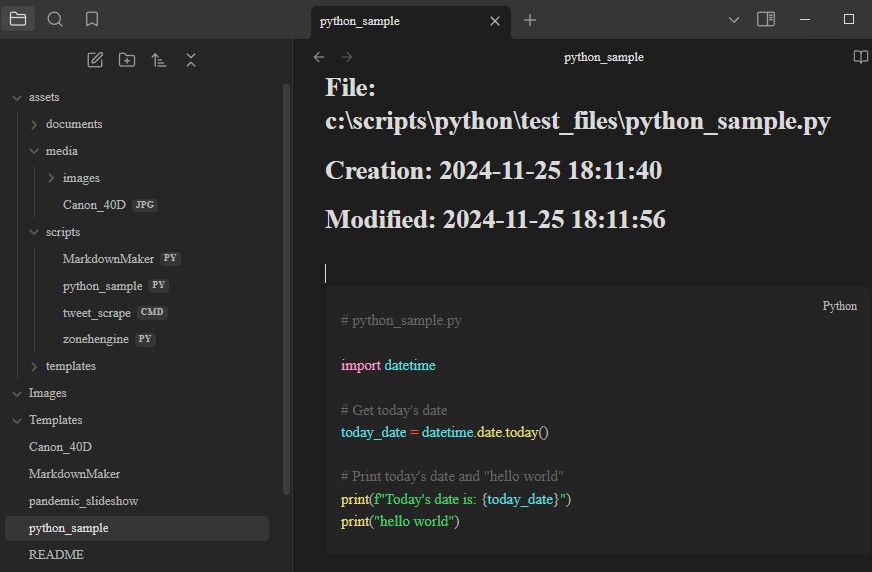 python_sample
python_sample
assets
documents
media
images
Canon_40D JPG
scripts
MarkdownMaker PY
python_sample PY
tweet_scrape CMD
zonehengine PY
templates
Images
Templates
Canon_40D
MarkdownMaker
pandemic_slideshow
python_sample
README
File:
c:\scripts\python\test_files\python_sample.py
Creation: 2024-11-25 18:11:40
Modified: 2024-11-25 18:11:56
Python
# python_sample.py
import datetime
# Get today's date
today_date = datetime.date.today()
# Print today's date and "hello world"
print(f"Today's date is: {today_date}")
print("hello world")